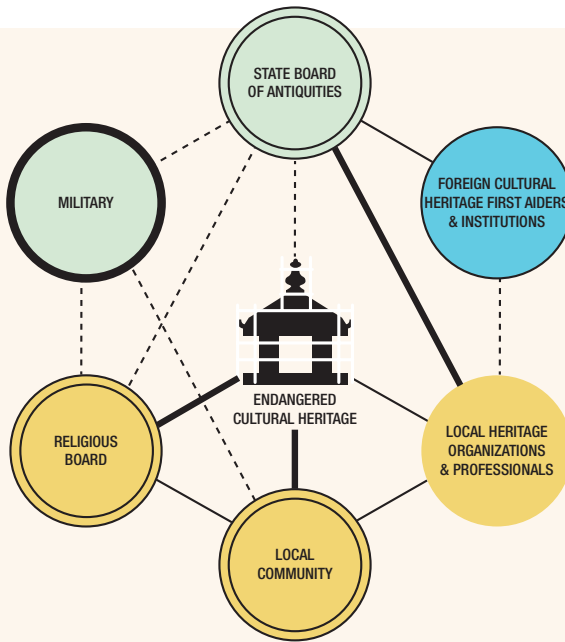 STATE BOARD
OF ANTIQUITIES
MILITARY
FOREIGN CULTURAL
HERITAGE FIRST AIDERS
& INSTITUTIONS
ENDANGERED
CULTURAL HERITAGE
RELIGIOUS
BOARD
LOCAL HERITAGE
ORGANIZATIONS
& PROFESSIONALS
LOCAL
COMMUNITY